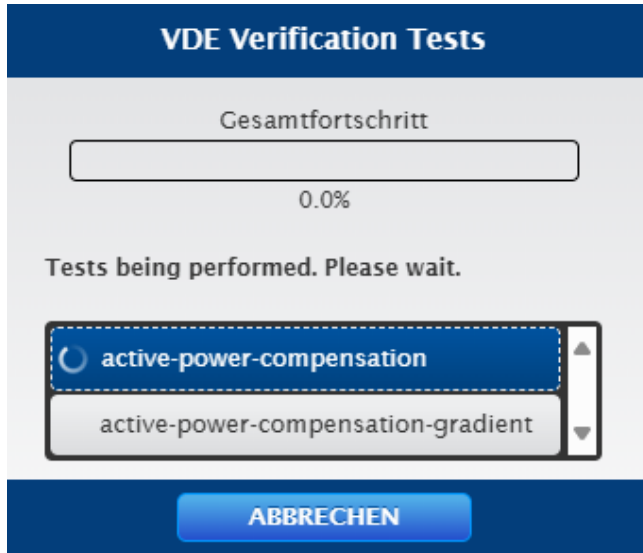 VDE Verification Tests
Gesamtfortschritt
0.0%
Tests being performed. Please wait.
active-power-compensation
active-power-compensation-gradient
ABBRECHEN